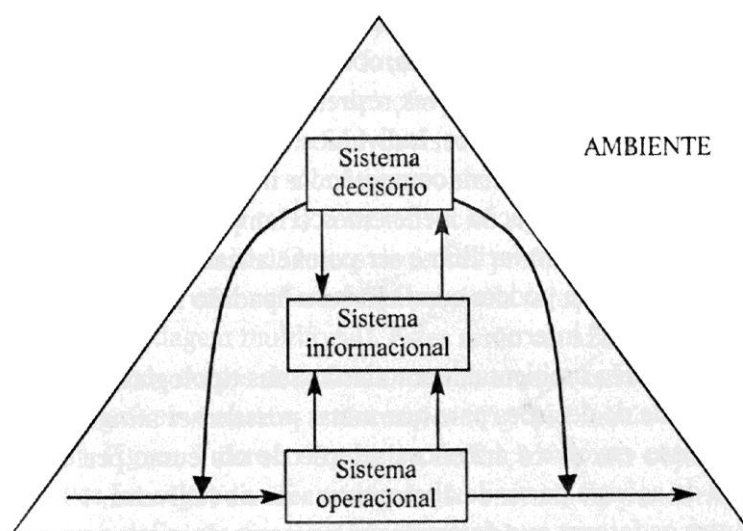 AMBIENTE
Sistema
decisório
Sistema
informacional
Sistema
operacional